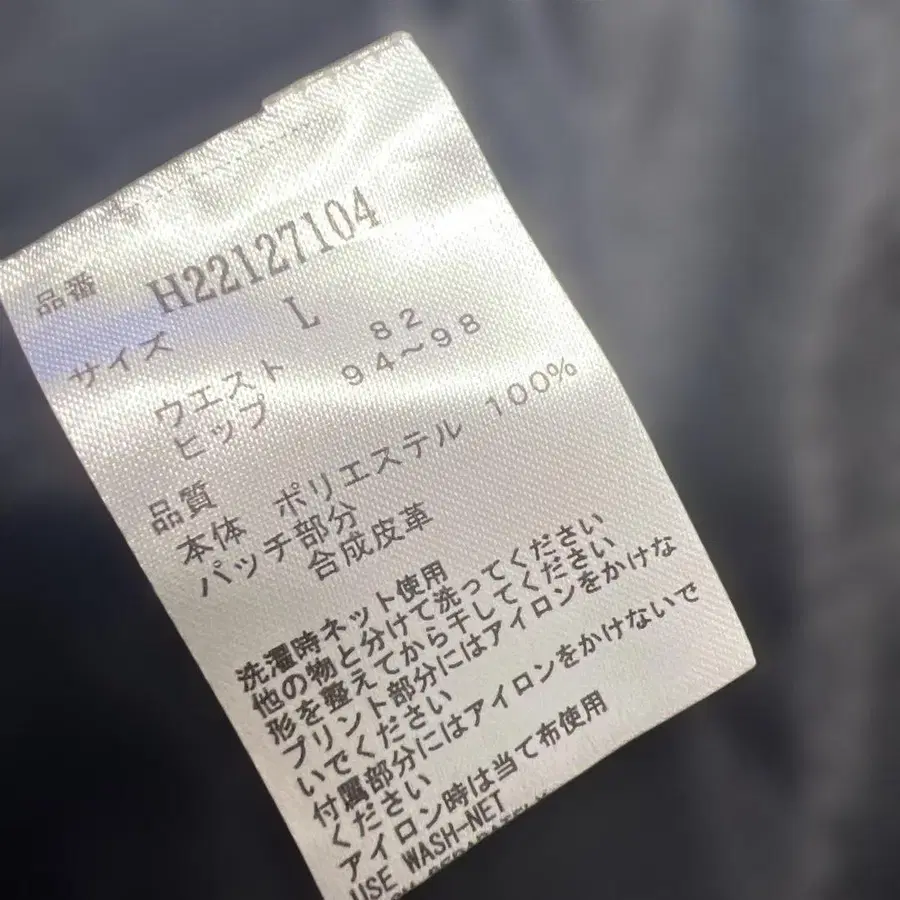 品番 H22127104
サイズ L
ウエスト 82
ヒップ 94～98
品質
本体 ポリエステル 100%
パッチ部分
合成皮革
洗濯時ネット使用
他の物と分けて洗ってください
形を整えてから干してください
プリント部分にはアイロンをかけな
いでください
付属部分にはアイロンをかけないで
ください
アイロン時は当て布使用
USE WASH-NET